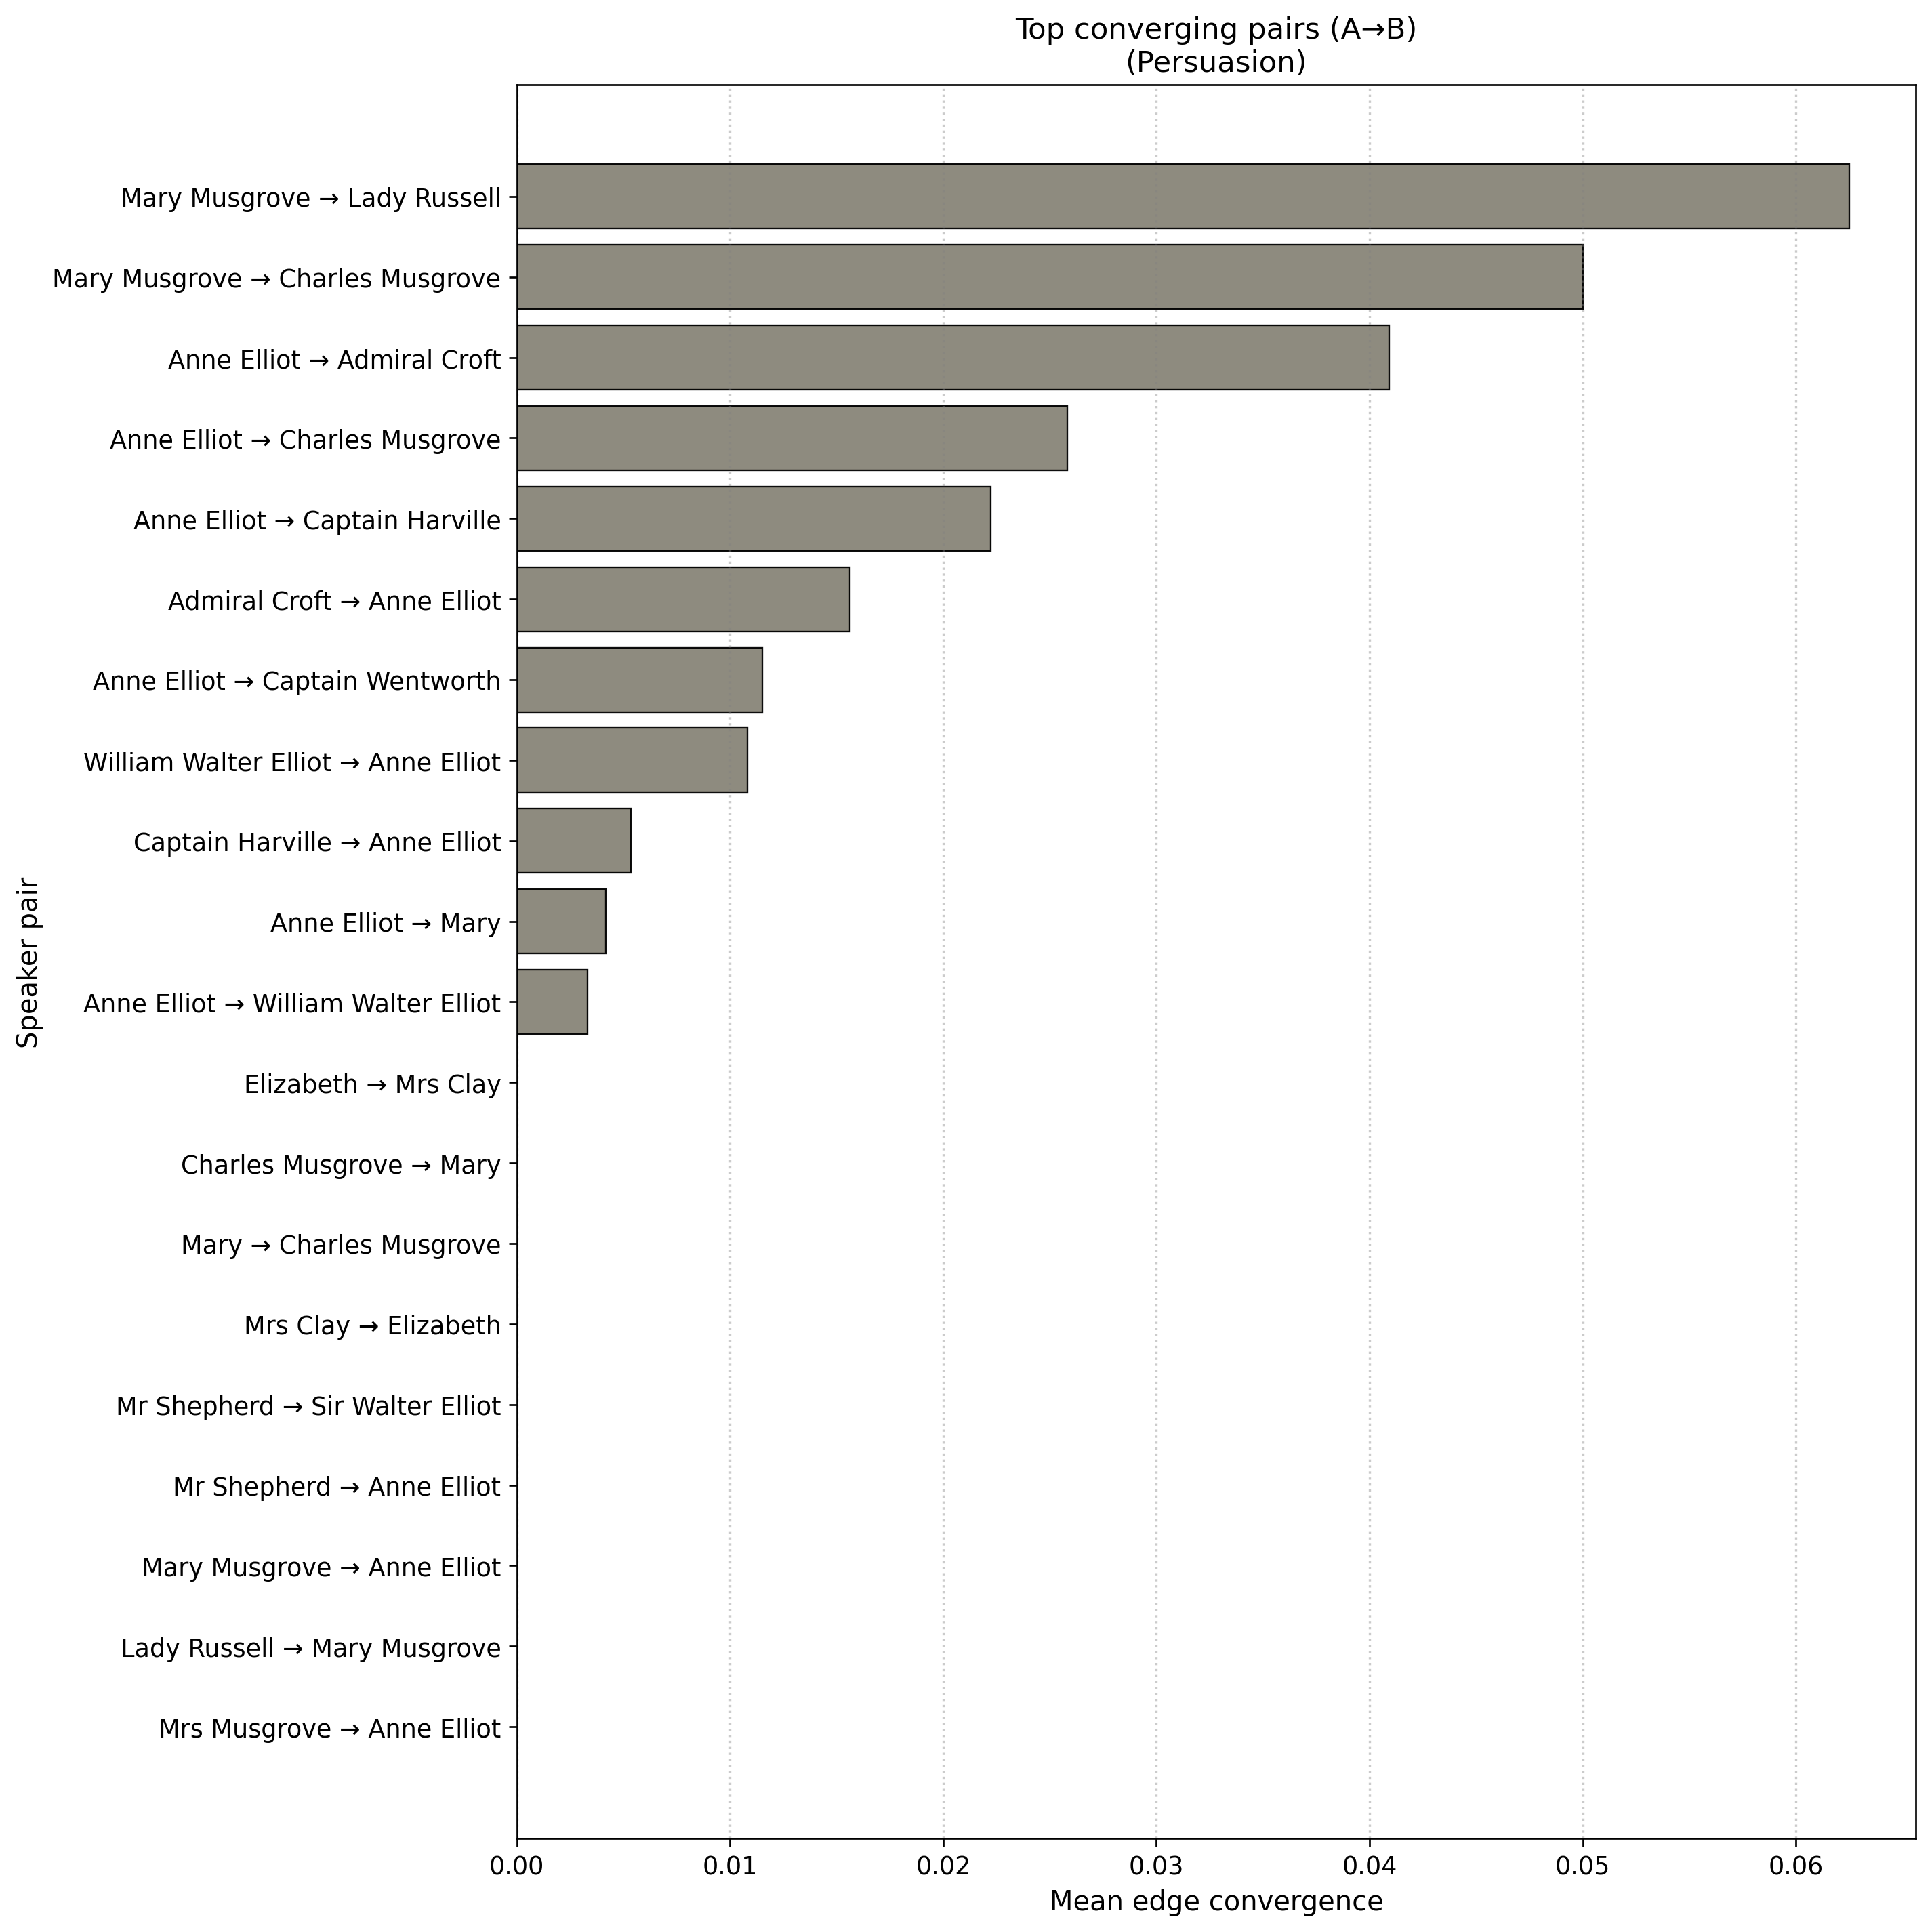 Top converging pairs (A→B)
(Persuasion)
Speaker pair
Mary Musgrove → Lady Russell
Mary Musgrove → Charles Musgrove
Anne Elliot → Admiral Croft
Anne Elliot → Charles Musgrove
Anne Elliot → Captain Harville
Admiral Croft → Anne Elliot
Anne Elliot → Captain Wentworth
William Walter Elliot → Anne Elliot
Captain Harville → Anne Elliot
Anne Elliot → Mary
Anne Elliot → William Walter Elliot
Elizabeth → Mrs Clay
Charles Musgrove → Mary
Mary → Charles Musgrove
Mrs Clay → Elizabeth
Mr Shepherd → Sir Walter Elliot
Mr Shepherd → Anne Elliot
Mary Musgrove → Anne Elliot
Lady Russell → Mary Musgrove
Mrs Musgrove → Anne Elliot
0.00 0.01 0.02 0.03 0.04 0.05 0.06
Mean edge convergence